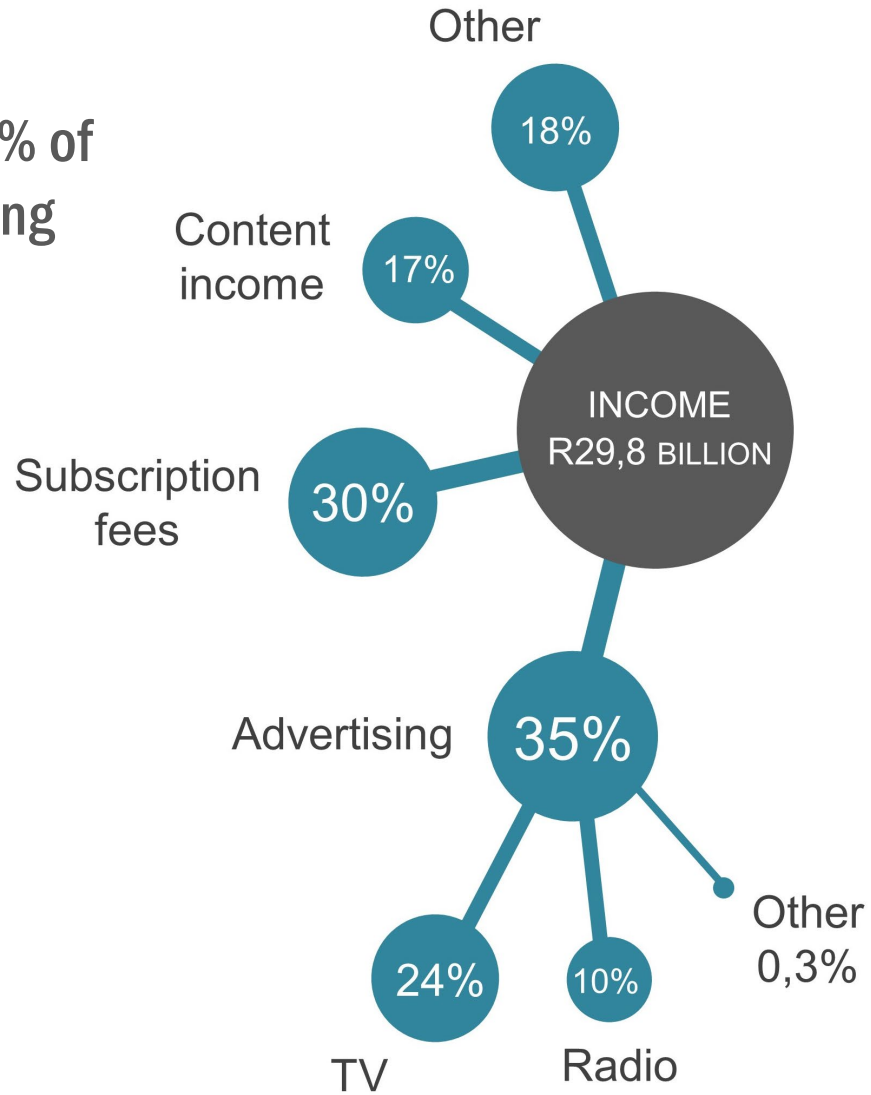 Other
% of
18%
ng
Content
income
17%
INCOME
R29,8 BILLION
Subscription
fees
30%
Advertising
35%
Other
0,3%
24%
10%
TV
Radio